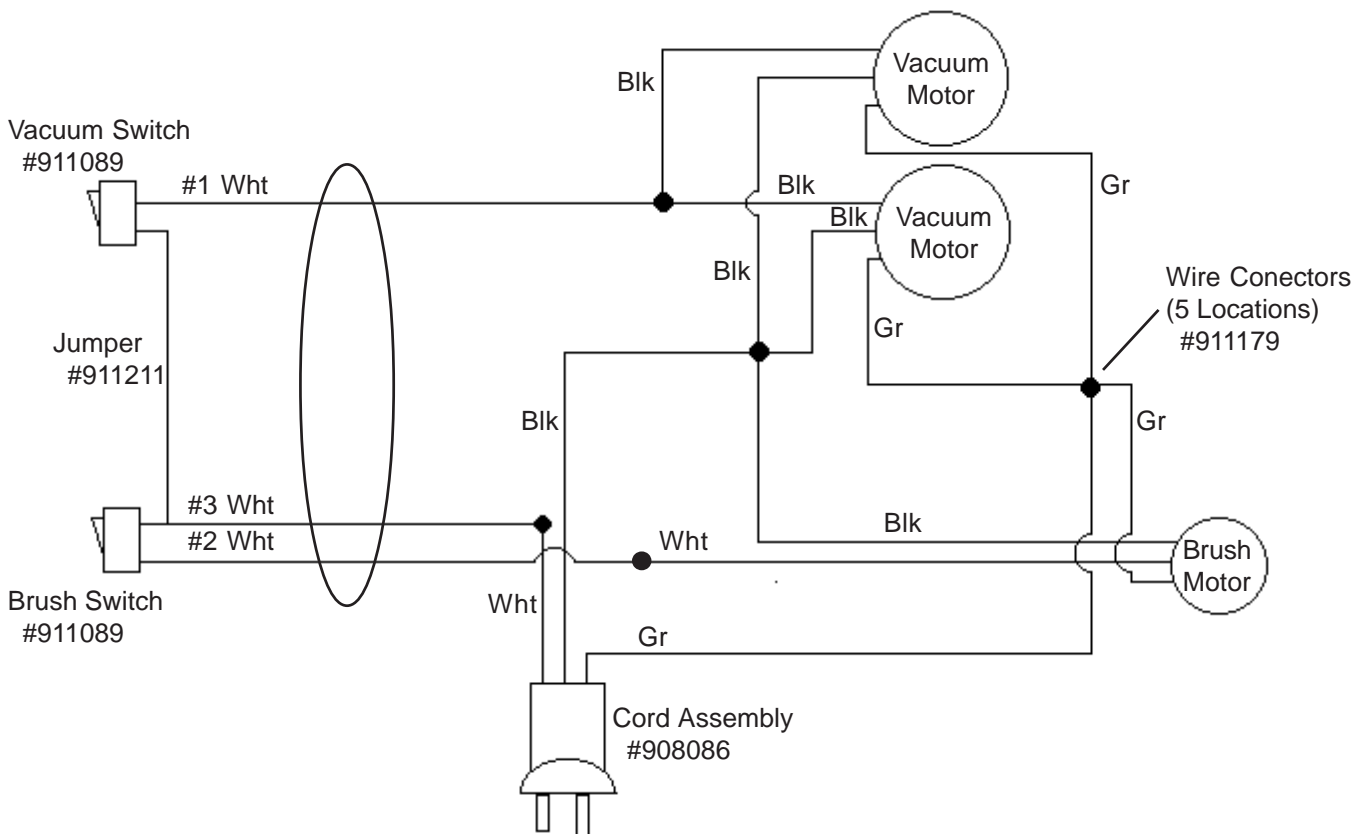 Vacuum
Motor
Blk
Vacuum Switch
#911089
#1 Wht
Blk
Gr
Blk
Vacuum
Motor
Blk
Wire Conectors
(5 Locations)
#911179
Gr
Jumper
#911211
Blk
Gr
#3 Wht
#2 Wht
Blk
Wht
Brush
Motor
Brush Switch
#911089
Wht
Gr
Cord Assembly
#908086